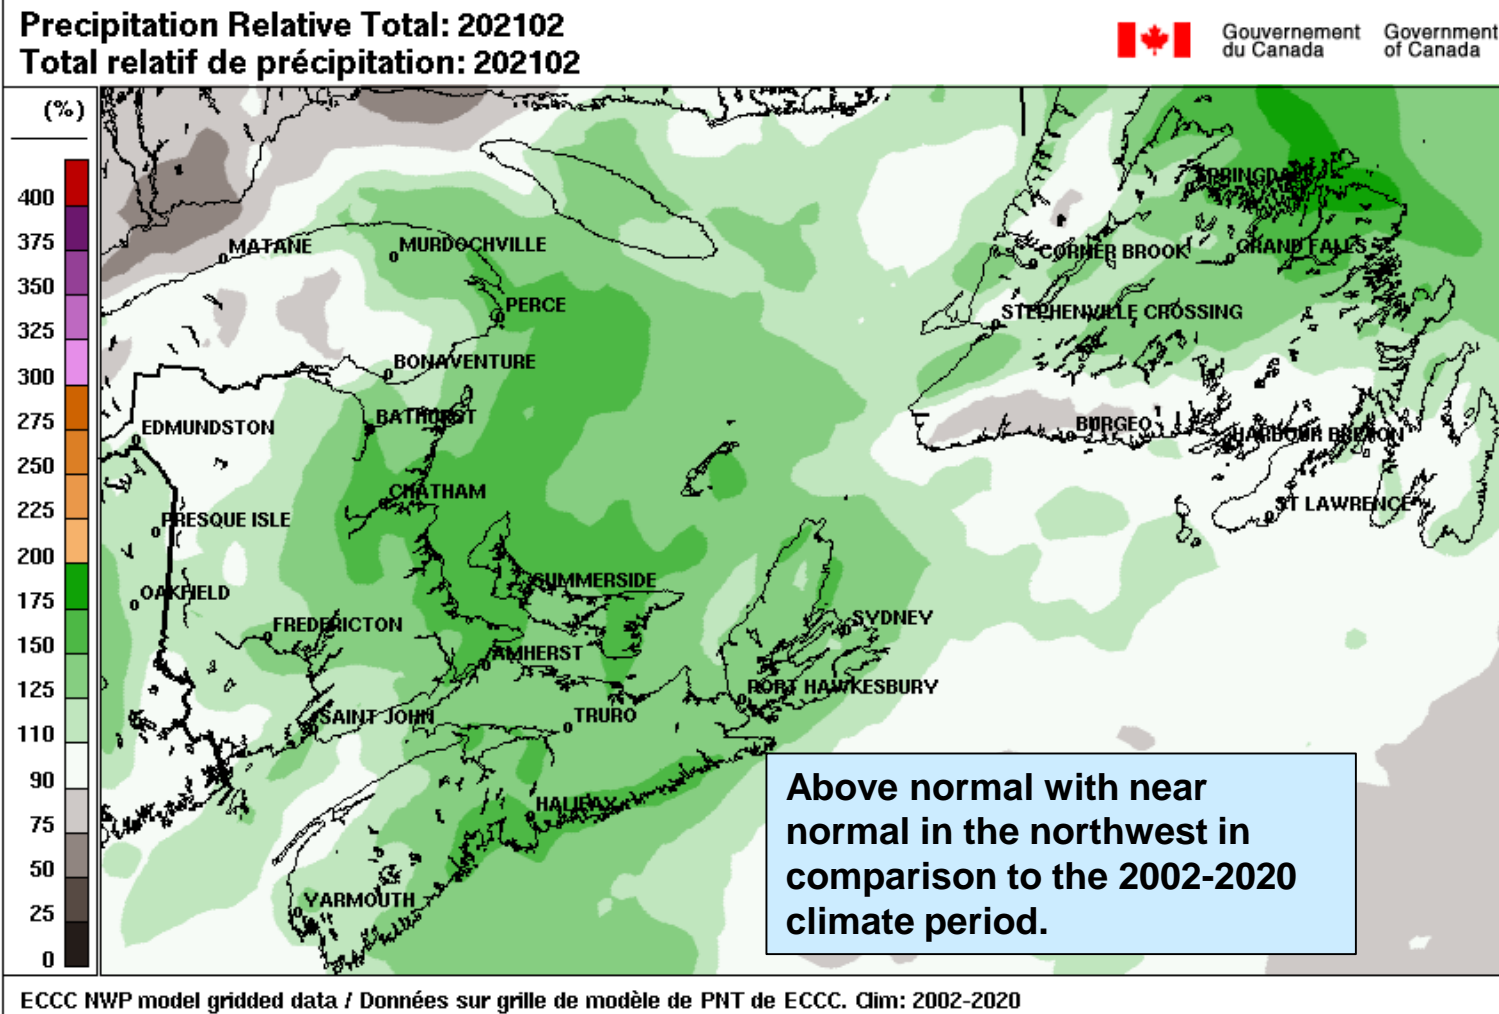 Precipitation Relative Total: 202102
Total relatif de précipitation: 202102
Gouvernement du Canada
Government of Canada
(%)
400
375
350
325
300
275
250
225
200
175
150
125
110
90
75
50
25
0
SPRINGDALE
MATANE
MURDOCHVILLE
CORNER BROOK
GRAND FALLS
PERCE
STEPHENVILLE CROSSING
BONAVENTURE
BATHURST
EDMUNDSTON
BURGEO
HARBOUR BRETON
CHATHAM
PRESQUE ISLE
ST LAWRENCE
OAKFIELD
SUMMERSIDE
FREDERICTON
SYDNEY
AMHERST
PORT HAWKESBURY
SAINT JOHN
TRURO
HALIFAX
YARMOUTH
Above normal with near
normal in the northwest in
comparison to the 2002-2020
climate period.
ECCC NWP model gridded data / Données sur grille de modèle de PNT de ECCC. Clim: 2002-2020